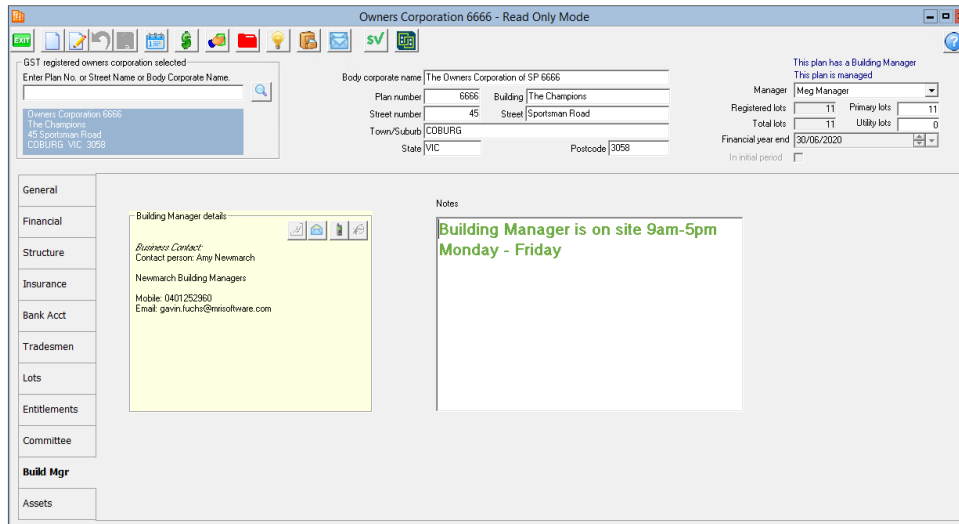 Owners Corporation 6666 - Read Only Mode
EXIT
$
SV
?
GST registered owners corporation selected
Enter Plan No. or Street Name or Body Corporate Name.
Owners Corporation 6666
The Champions
45 Sportsman Road
COBURG VIC 3058
Body corporate name The Owners Corporation of SP 6666
Plan number 6666 Building The Champions
Street number 45 Street Sportsman Road
Town/Suburb COBURG
State VIC Postcode 3058
This plan has a Building Manager
This plan is managed
Manager Meg Manager
Registered lots 11 Primary lots 11
Total lots 11 Utility lots 0
Financial year end 30/06/2020
In initial period
General
Financial
Structure
Insurance
Bank Acct
Tradesmen
Lots
Entitlements
Committee
Build Mgr
Assets
Building Manager details
Business Contact:
Contact person: Amy Newmarch
Newmarch Building Managers
Mobile: 0401252960
Email: gavin.fuchs@mrisoftware.com
Notes
Building Manager is on site 9am-5pm
Monday - Friday